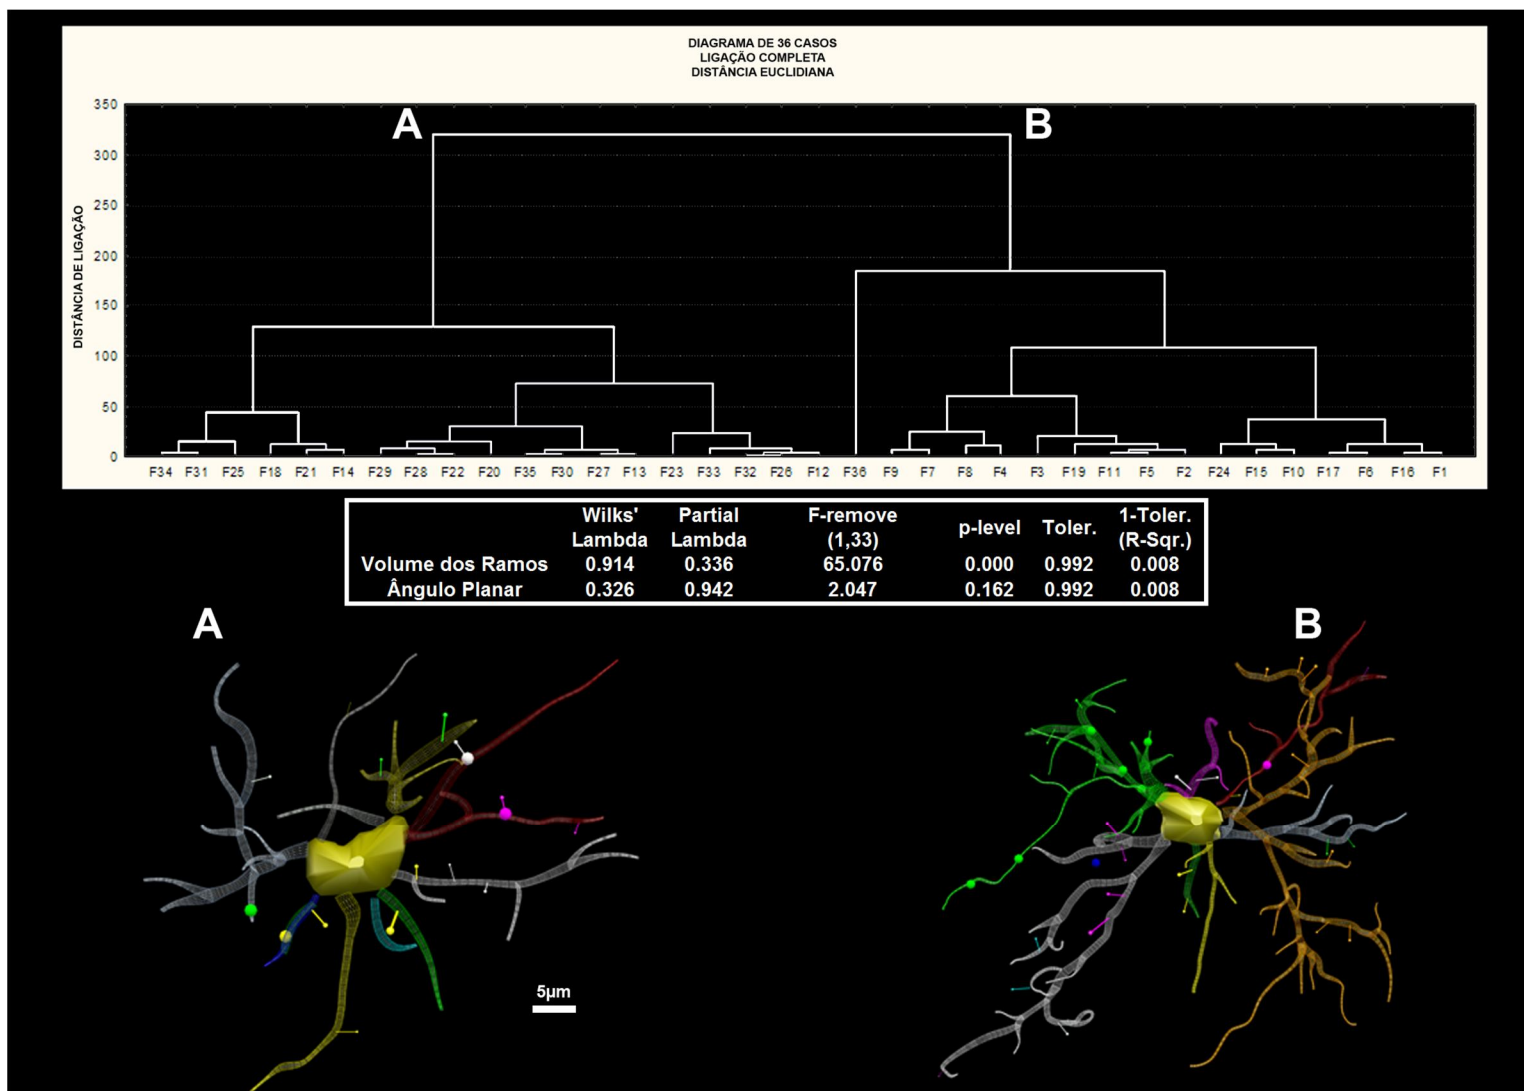 DIAGRAMA DE 36 CASOS
LIGAÇÃO COMPLETA
DISTÂNCIA EUCLIDIANA
A
B
350
300
250
200
150
100
50
0
DISTÂNCIA DE LIGAÇÃO
F34 F31 F25 F18 F21 F14 F29 F28 F22 F20 F35 F30 F27 F13 F23 F33 F32 F26 F12 F36 F9 F7 F8 F4 F3 F19 F11 F5 F2 F24 F15 F10 F17 F6 F16 F1
Wilks' Partial F-remove p-level Toler. 1-Toler.
Lambda Lambda (1,33) (R-Sqr.)
Volume dos Ramos 0.914 0.336 65.076 0.000 0.992 0.008
Ângulo Planar 0.326 0.942 2.047 0.162 0.992 0.008
A
B
5µm